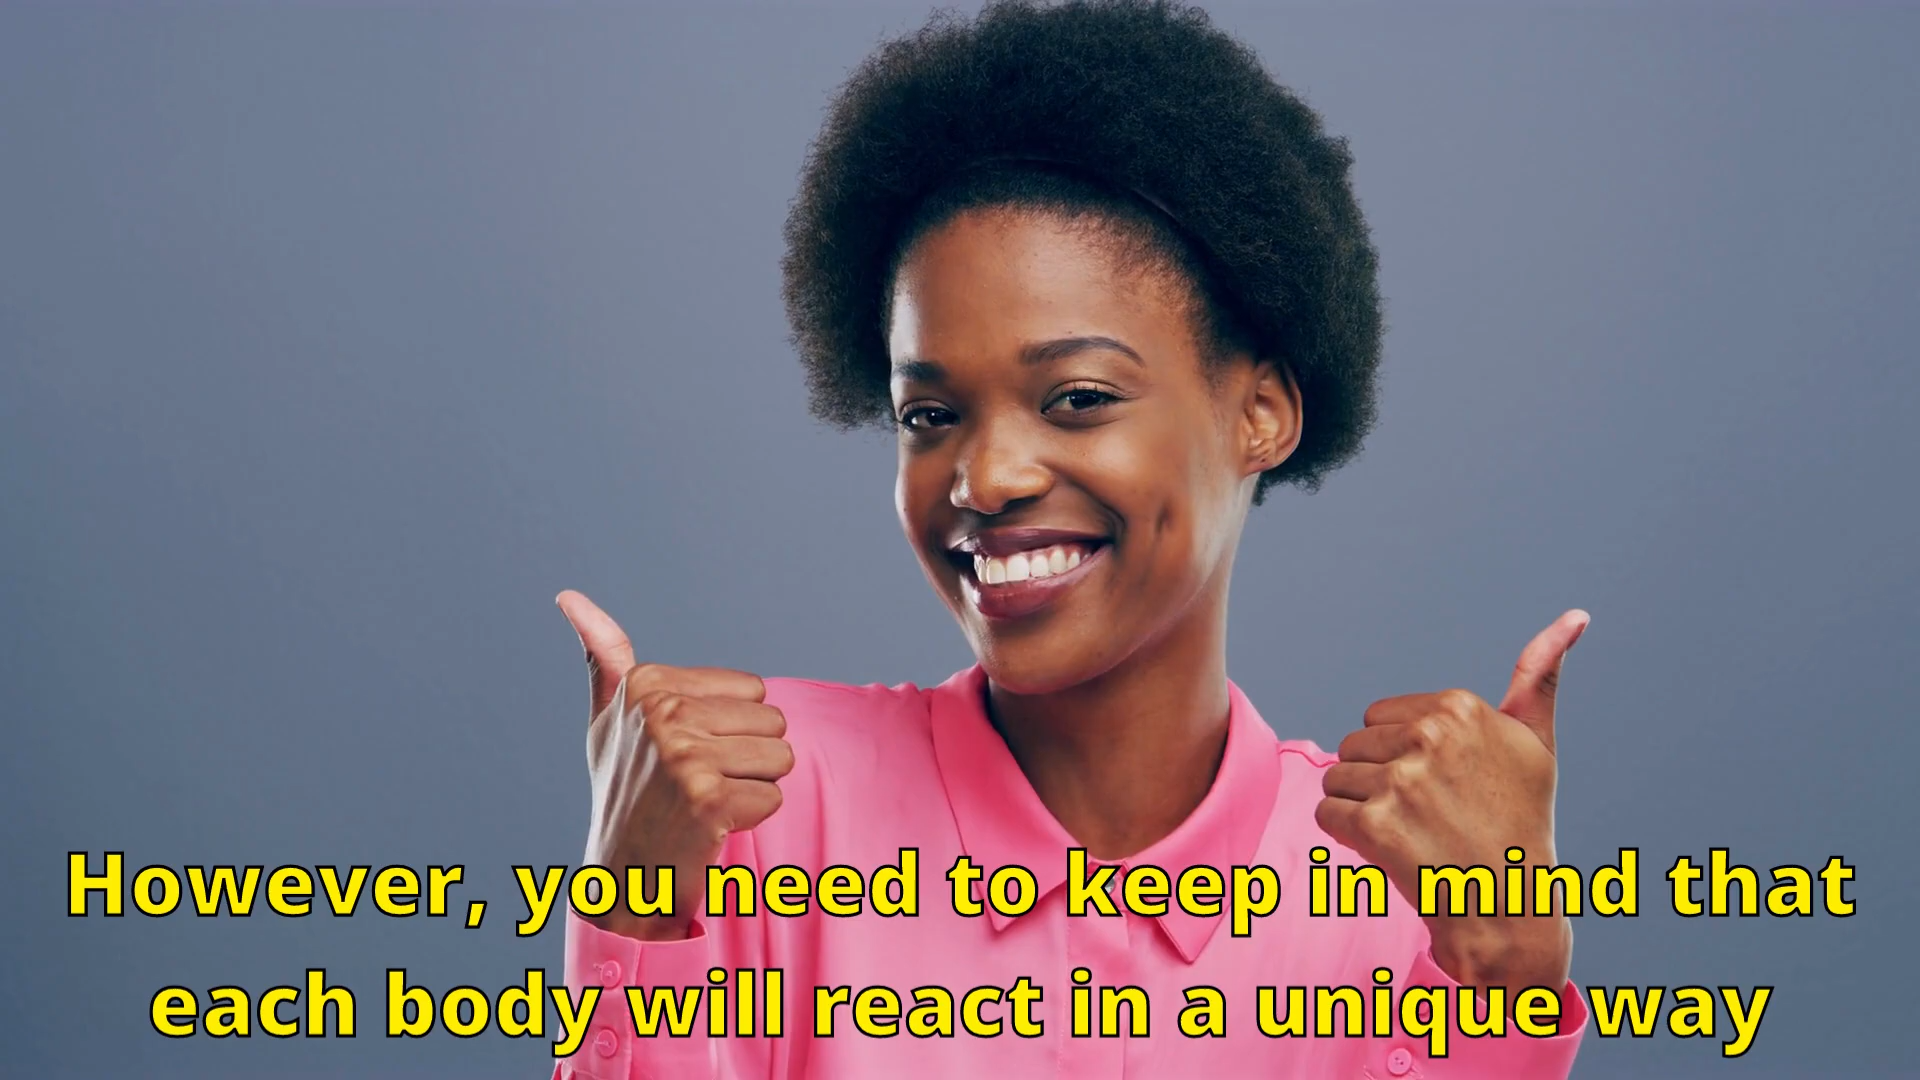 However, you need to keep in mind that
each body will react in a unique way